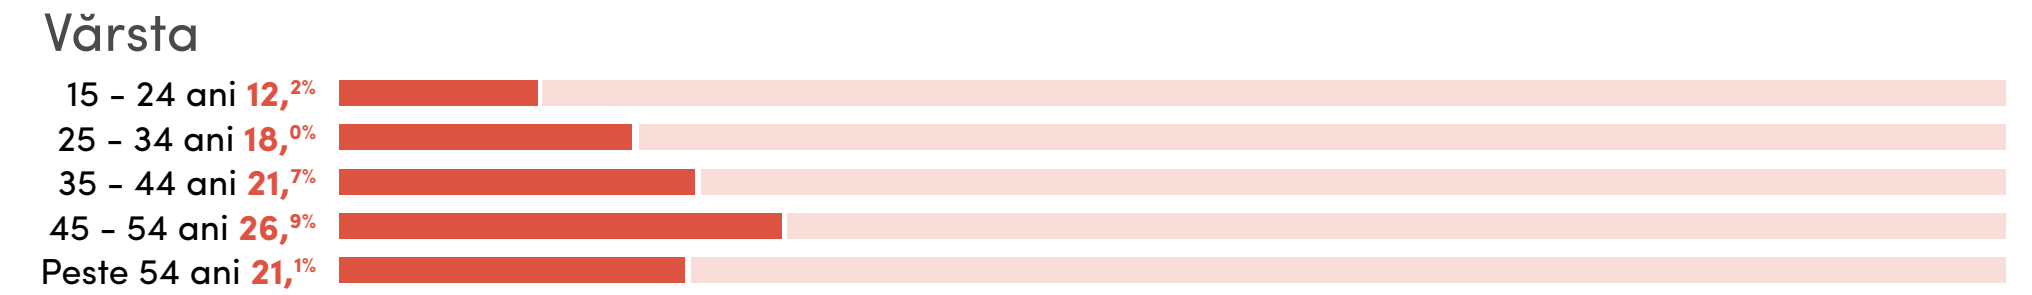 Vărsta
15 - 24 ani 12,2%
25 - 34 ani 18,0%
35 - 44 ani 21,7%
45 - 54 ani 26,9%
Peste 54 ani 21,1%